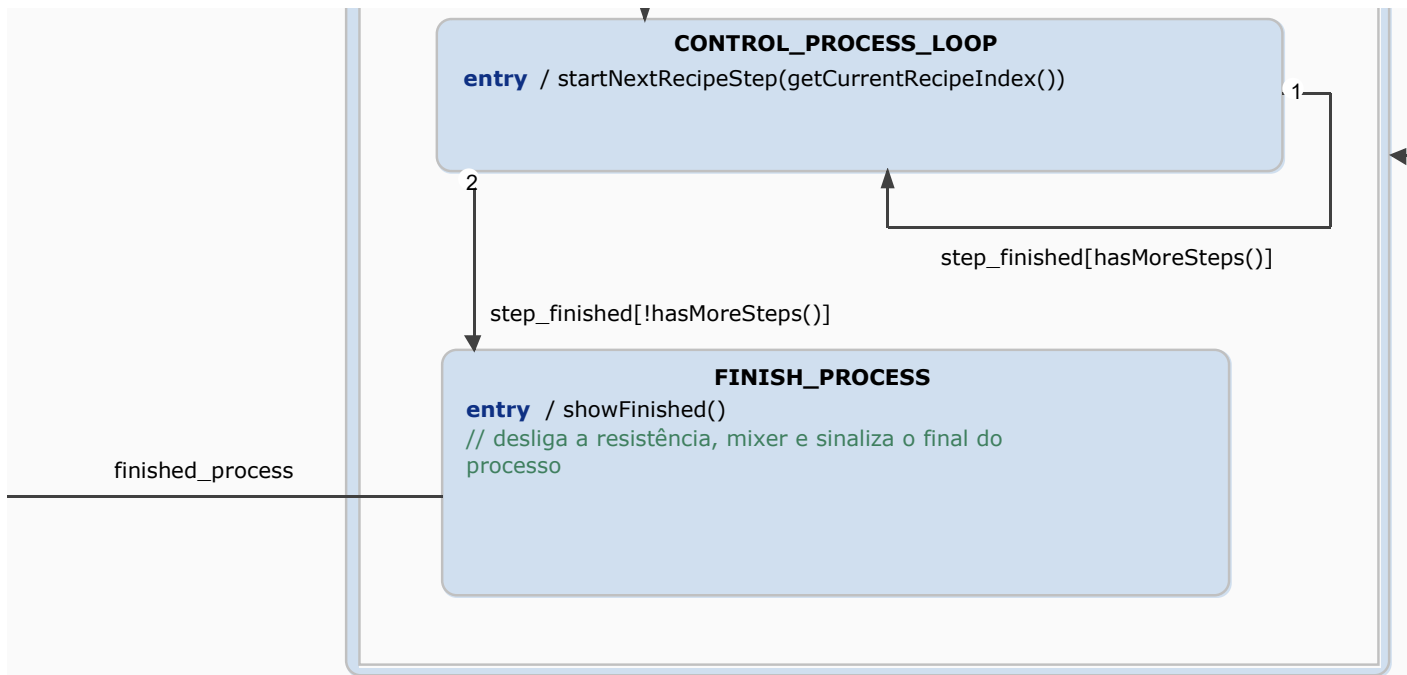 CONTROL_PROCESS_LOOP
entry / startNextRecipeStep(getCurrentRecipeIndex())
1
2
step_finished[hasMoreSteps()]
step_finished[!hasMoreSteps()]
FINISH_PROCESS
entry / showFinished()
// desliga a resistência, mixer e sinaliza o final do
processo
finished_process